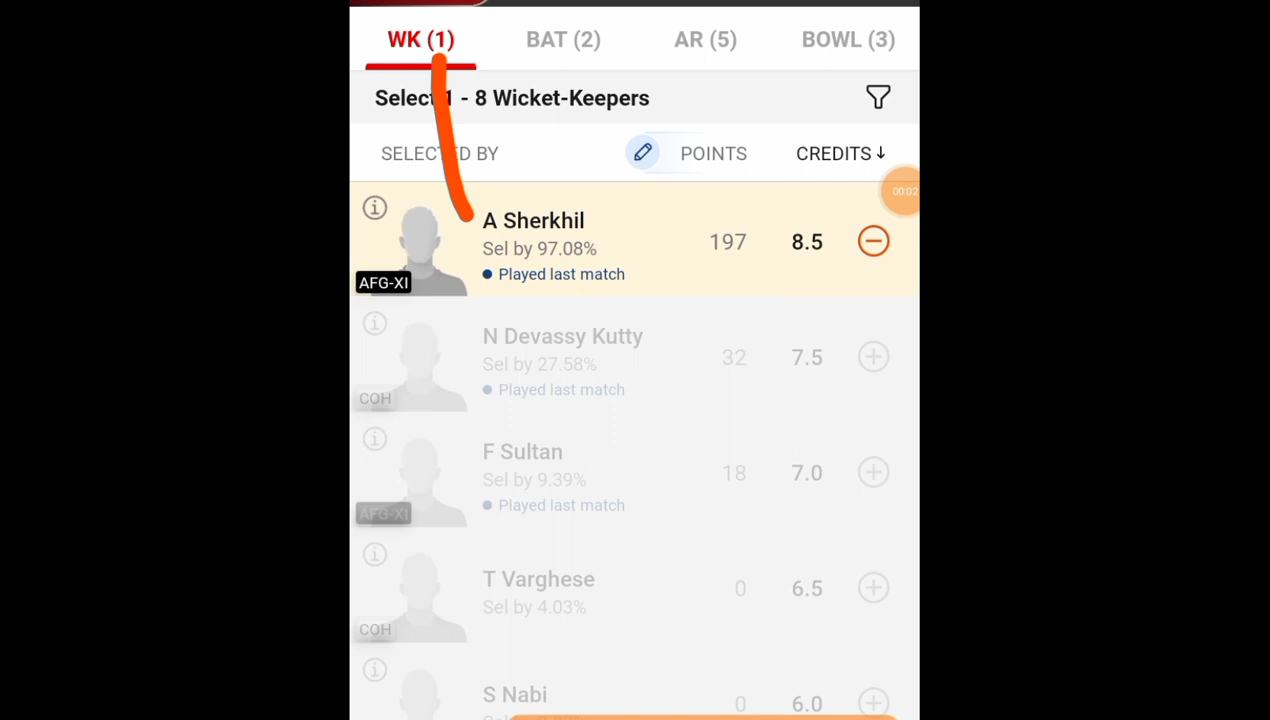 WK (1) BAT (2) AR (5) BOWL (3)
Select 1 - 8 Wicket-Keepers
SELECTED BY POINTS CREDITS↓
00:02
A Sherkhil 197 8.5
Sel by 97.08%
Played last match
AFG-XI
N Devassy Kutty 32 7.5
Sel by 27.58%
Played last match
COH
F Sultan 18 7.0
Sel by 9.39%
Played last match
AFG-XI
T Varghese 0 6.5
Sel by 4.03%
COH
S Nabi 0 6.0